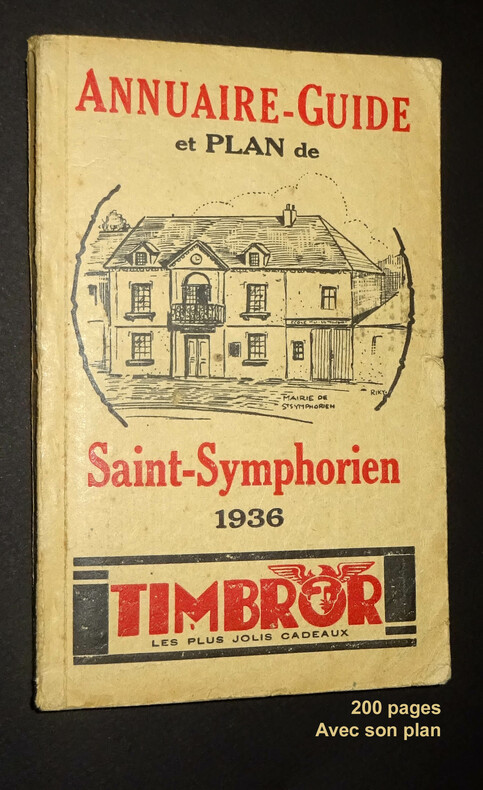 ANNUAIRE-GUIDE
et PLAN de
MAIRIE DE
ST SYMPHORIEN
RIKY
Saint-Symphorien
1936
TIMBROR
LES PLUS JOLIS CADEAUX
200 pages
Avec son plan